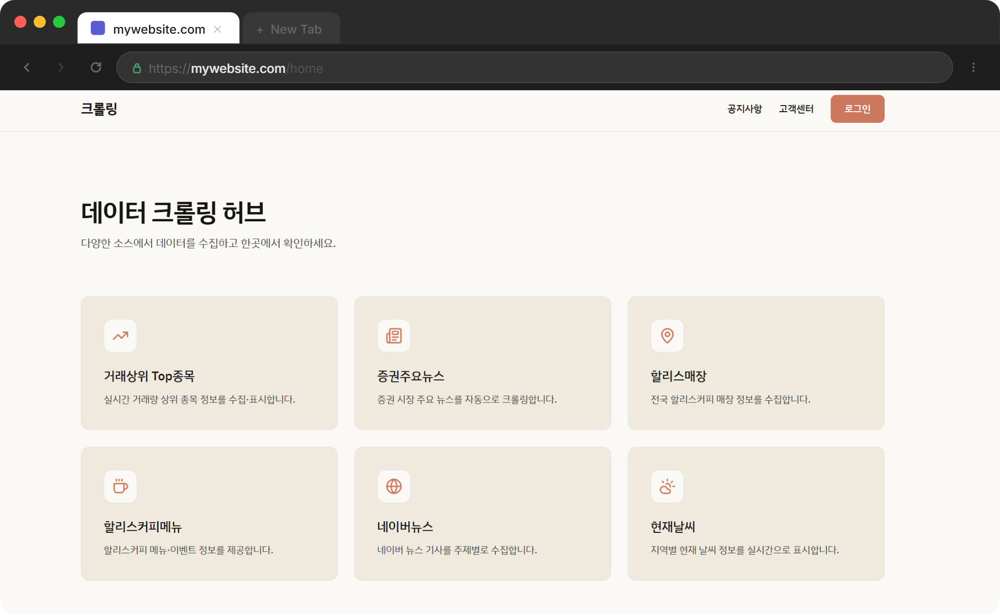 mywebsite.com
+ New Tab
https://mywebsite.com/home
크롤링
공지사항
고객센터
로그인
데이터 크롤링 허브
다양한 소스에서 데이터를 수집하고 한곳에서 확인하세요.
거래상위 Top종목
실시간 거래량 상위 종목 정보를 수집·표시합니다.
증권주요뉴스
증권 시장 주요 뉴스를 자동으로 크롤링합니다.
할리스매장
전국 할리스커피 매장 정보를 수집합니다.
할리스커피메뉴
할리스커피 메뉴·이벤트 정보를 제공합니다.
네이버뉴스
네이버 뉴스 기사를 주제별로 수집합니다.
현재날씨
지역별 현재 날씨 정보를 실시간으로 표시합니다.